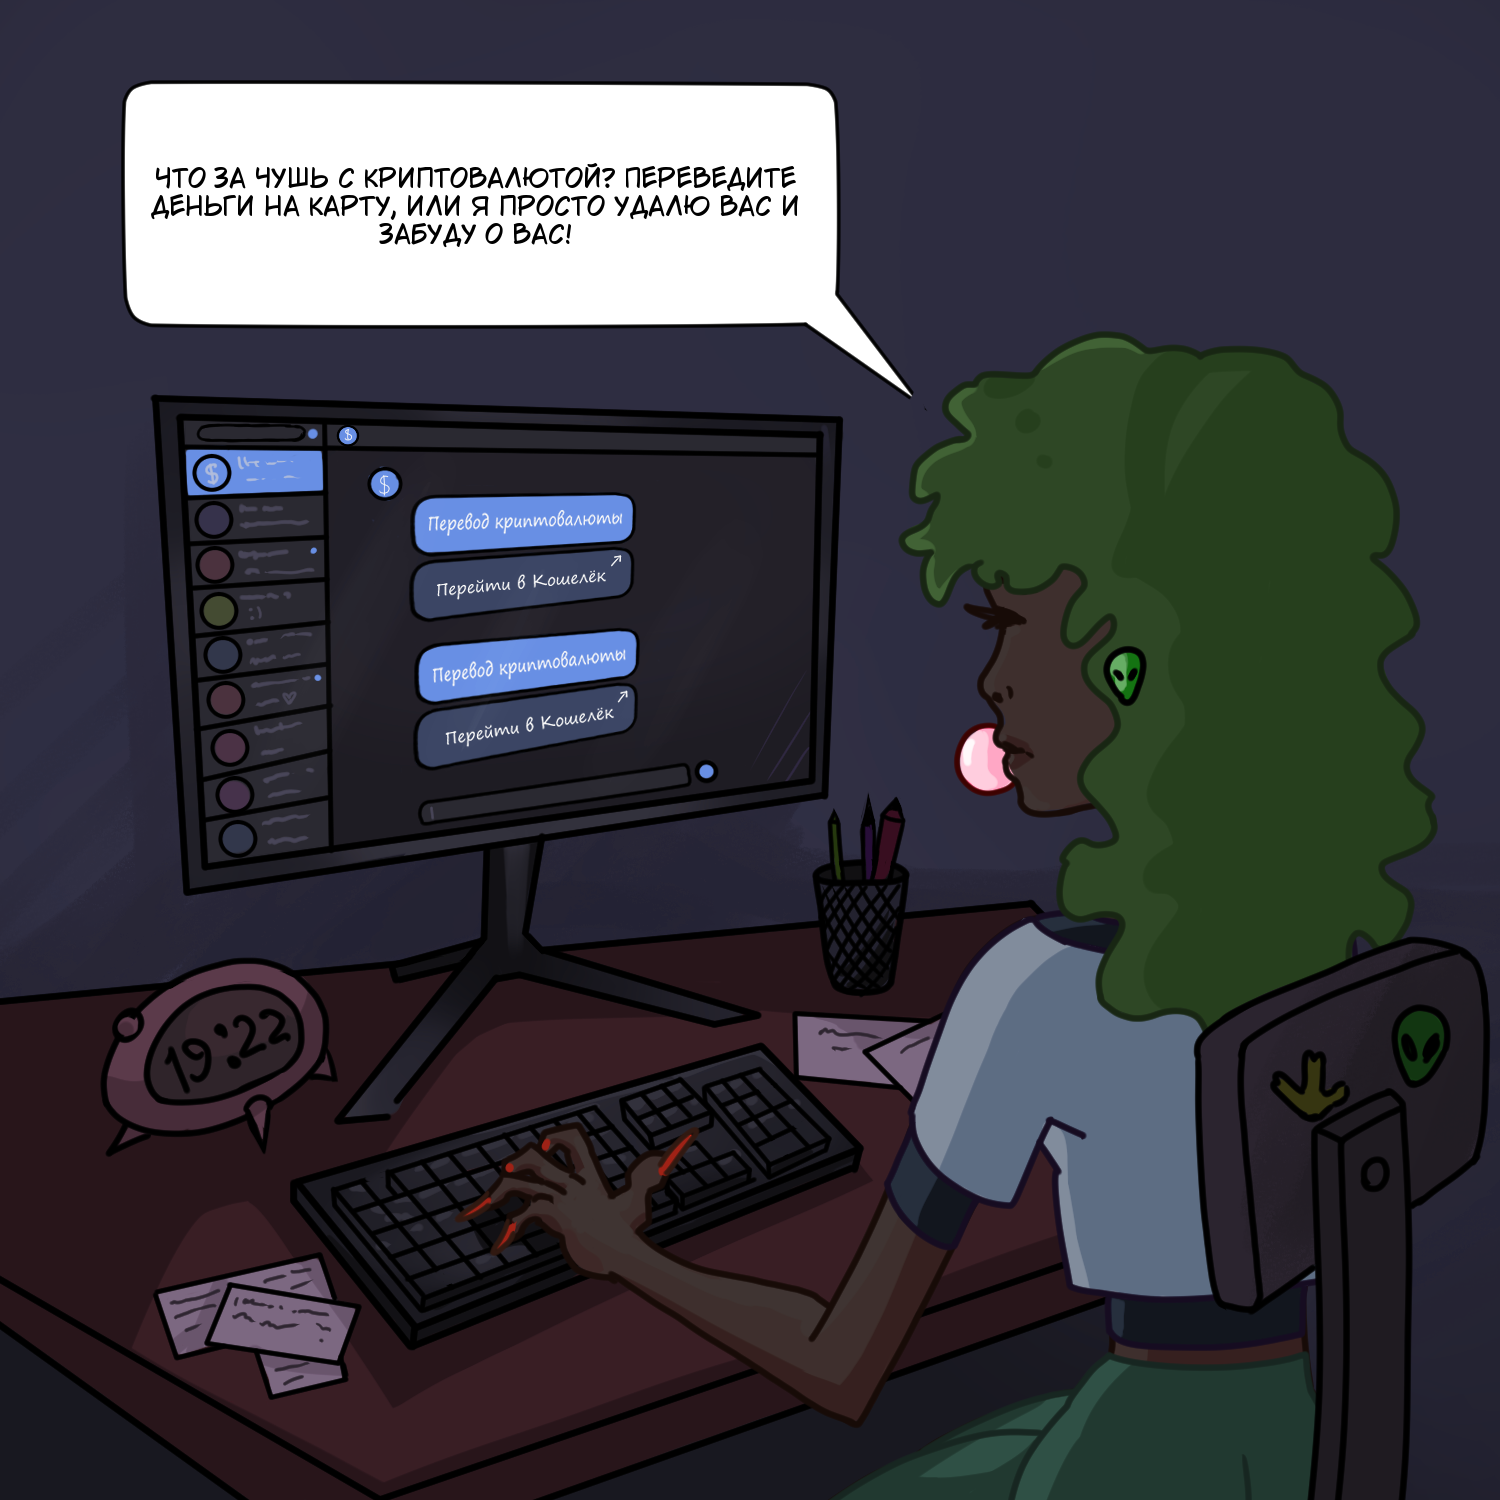 ЧТО ЗА ЧУШЬ С КРИПТОВАЛЮТОЙ? ПЕРЕВЕДИТЕ
ДЕНЬГИ НА КАРТУ, ИЛИ Я ПРОСТО УДАЛЮ ВАС И
ЗАБУДУ О ВАС!
$
$
$
Перевод криптовалюты
Перейти в Кошелёк
:)
Перевод криптовалюты
Перейти в Кошелёк
19:22